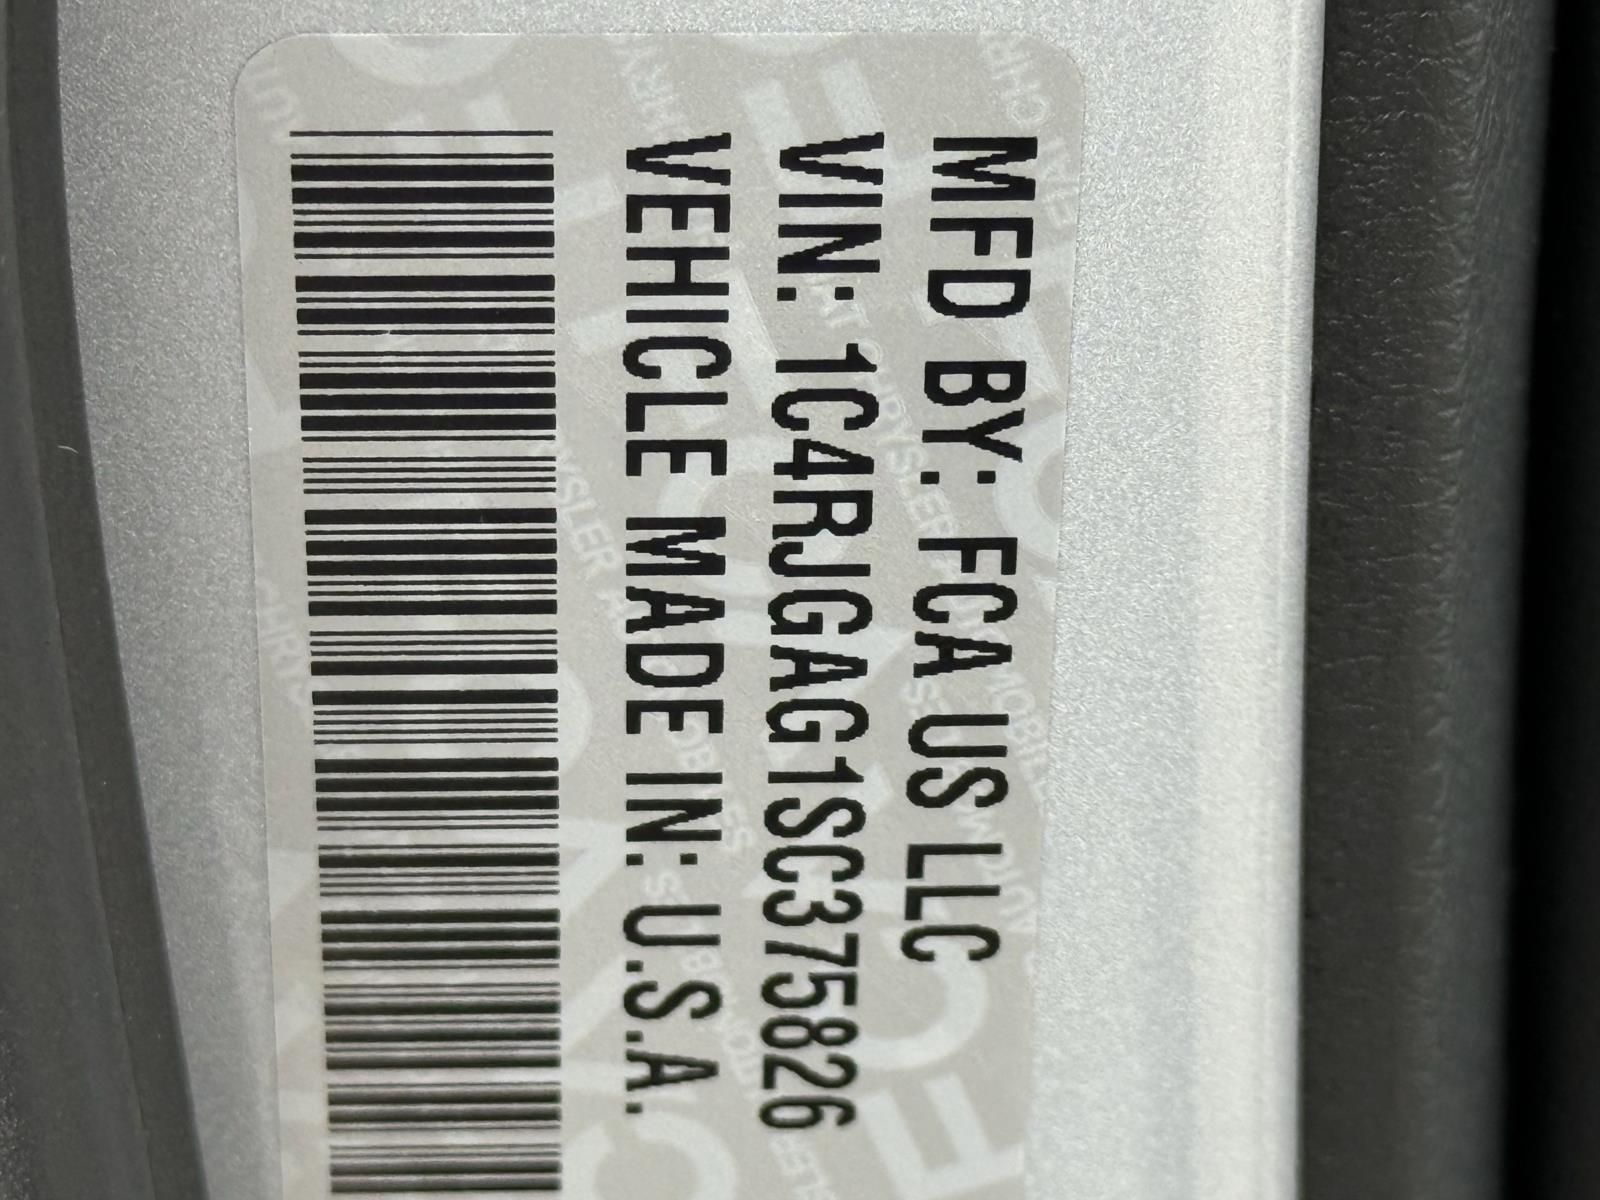 MFD BY: FCA US LLC
VIN: 1C4RJGAG1SC375826
VEHICLE MADE IN: U.S.A.